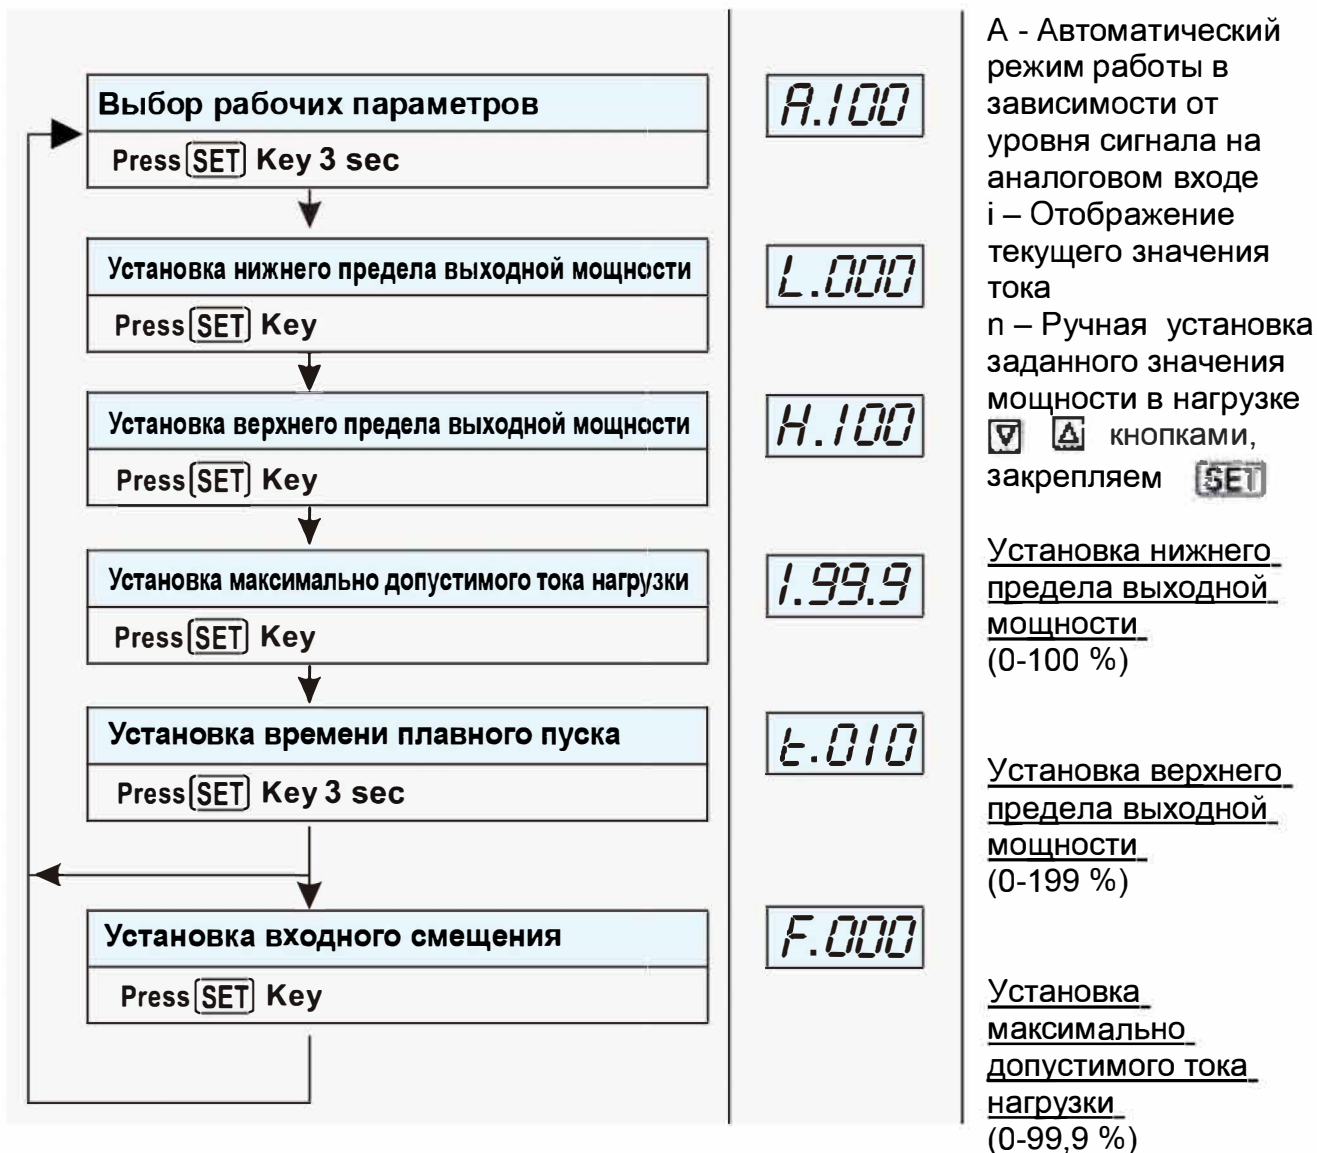 Выбор рабочих параметров
Press SET Key 3 sec
A.100
Установка нижнего предела выходной мощности
Press SET Key
L.000
Установка верхнего предела выходной мощности
Press SET Key
H.100
Установка максимально допустимого тока нагрузки
Press SET Key
I.99.9
Установка времени плавного пуска
Press SET Key 3 sec
t.010
Установка входного смещения
Press SET Key
F.000
А - Автоматический
режим работы в
зависимости от
уровня сигнала на
аналоговом входе
i – Отображение
текущего значения
тока
n – Ручная установка
заданного значения
мощности в нагрузке
кнопками,
закрепляем SET
Установка нижнего
предела выходной
мощности
(0-100 %)
Установка верхнего
предела выходной
мощности
(0-199 %)
Установка
максимально
допустимого тока
нагрузки
(0-99,9 %)